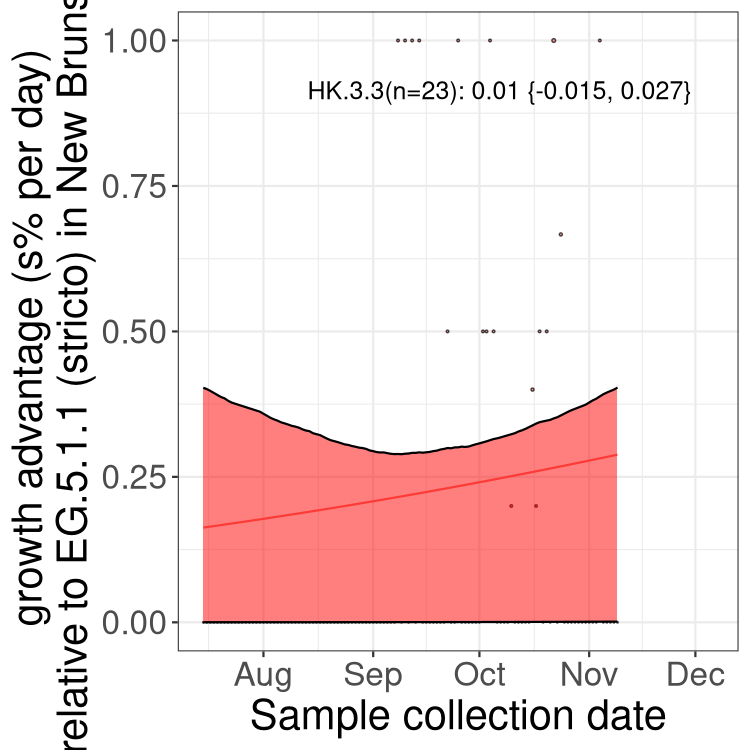 growth advantage (s% per day)
relative to EG.5.1.1 (stricto) in New Bruns
1.00
0.75
0.50
0.25
0.00
HK.3.3(n=23): 0.01 {-0.015, 0.027}
Aug Sep Oct Nov Dec
Sample collection date